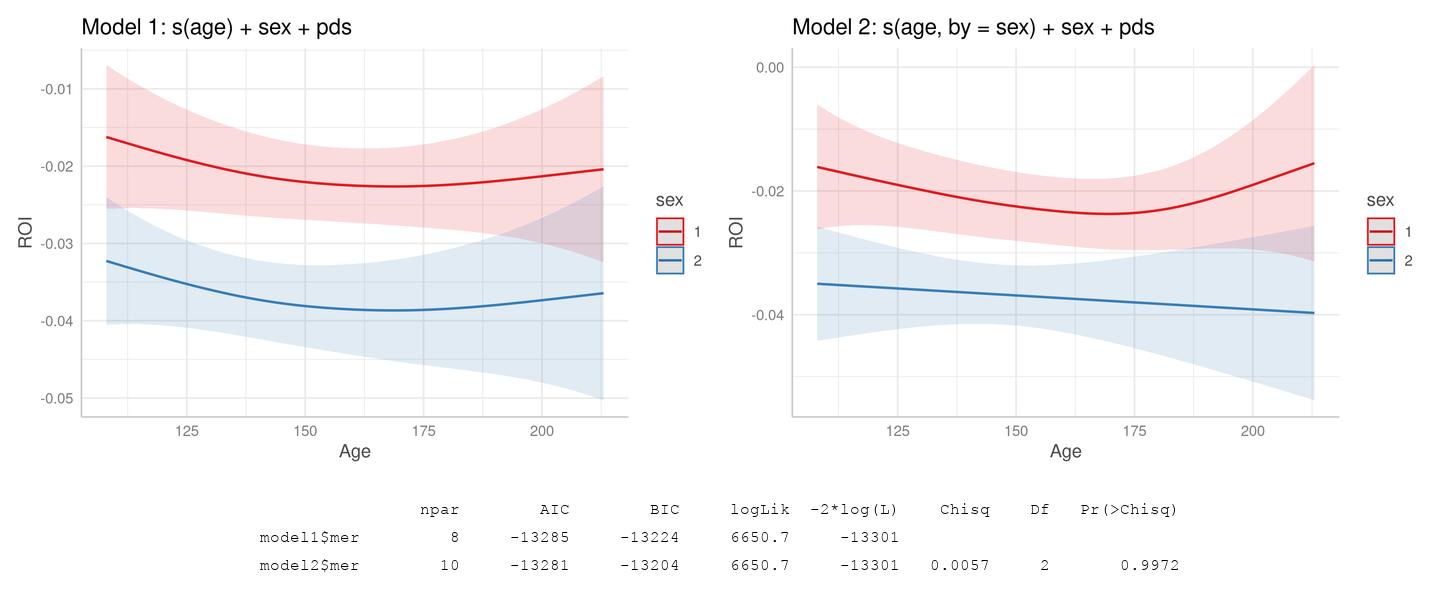 Model 1: s(age) + sex + pds
-0.01
-0.02
-0.03
-0.04
-0.05
ROI
125 150 175 200
Age
sex
1
2
Model 2: s(age, by = sex) + sex + pds
0.00
-0.02
-0.04
ROI
125 150 175 200
Age
sex
1
2
npar AIC BIC logLik -2*log(L) Chisq Df Pr(>Chisq)
model1$mer 8 -13285 -13224 6650.7 -13301
model2$mer 10 -13281 -13204 6650.7 -13301 0.0057 2 0.9972